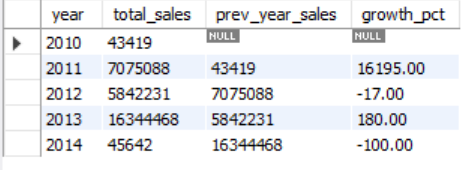 year total_sales prev_year_sales growth_pct
2010 43419 NULL NULL
2011 7075088 43419 16195.00
2012 5842231 7075088 -17.00
2013 16344468 5842231 180.00
2014 45642 16344468 -100.00